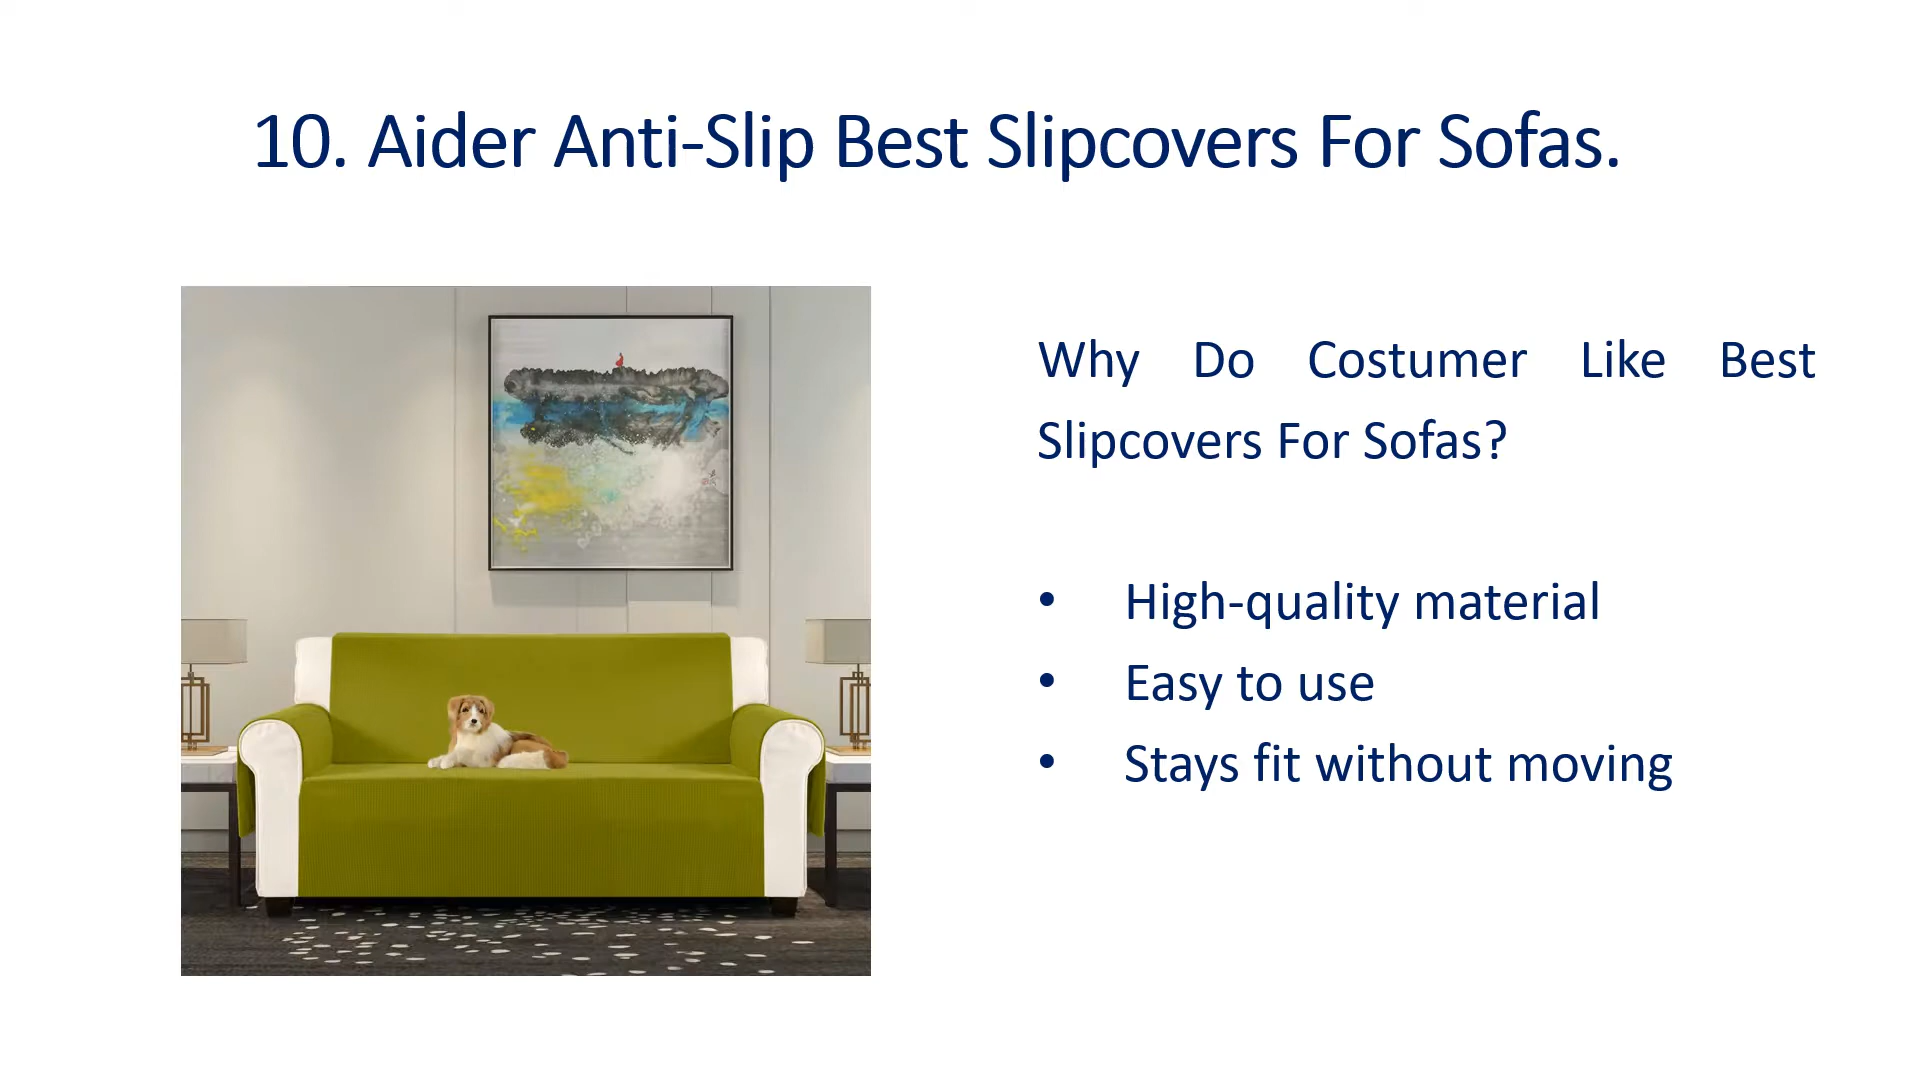 10. Aider Anti-Slip Best Slipcovers For Sofas.
Why Do Costumer Like Best
Slipcovers For Sofas?
• High-quality material
• Easy to use
• Stays fit without moving